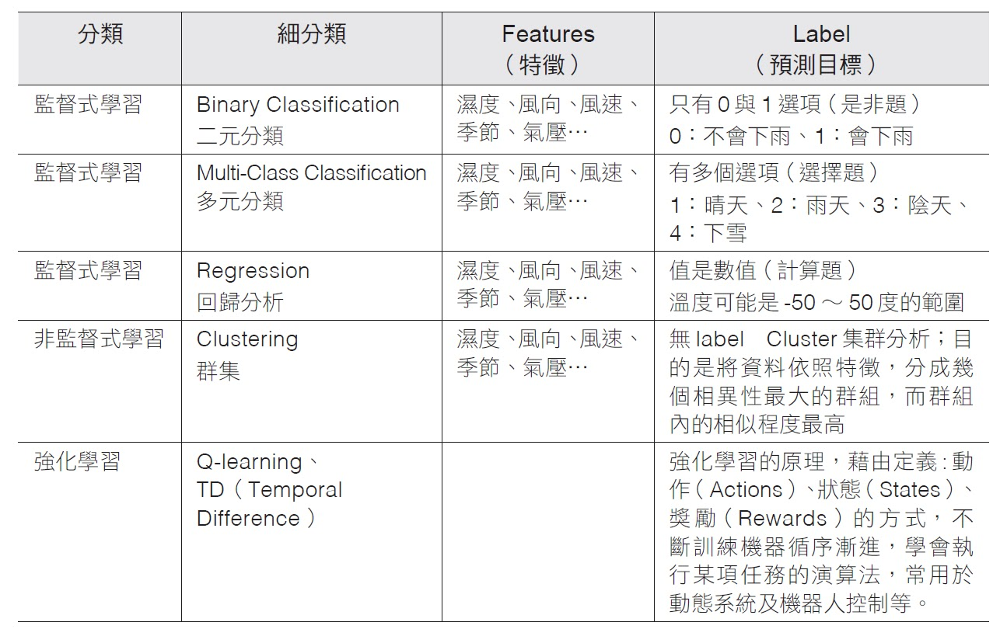 分類
細分類
Features
（特徵）
Label
（預測目標）
監督式學習
Binary Classification
二元分類
濕度、風向、風速、
季節、氣壓…
只有 0 與 1 選項（是非題）
0：不會下雨、1：會下雨
監督式學習
Multi-Class Classification
多元分類
濕度、風向、風速、
季節、氣壓…
有多個選項（選擇題）
1：晴天、2：雨天、3：陰天、
4：下雪
監督式學習
Regression
回歸分析
濕度、風向、風速、
季節、氣壓…
值是數值（計算題）
溫度可能是 -50 ～ 50 度的範圍
非監督式學習
Clustering
群集
濕度、風向、風速、
季節、氣壓…
無 label　Cluster 集群分析；目
的是將資料依照特徵，分成幾
個相異性最大的群組，而群組
內的相似程度最高
強化學習
Q-learning、
TD（Temporal
Difference）
強化學習的原理，藉由定義 : 動
作（Actions）、狀態（States）、
獎勵（Rewards）的方式，不
斷訓練機器循序漸進，學會執
行某項任務的演算法，常用於
動態系統及機器人控制等。